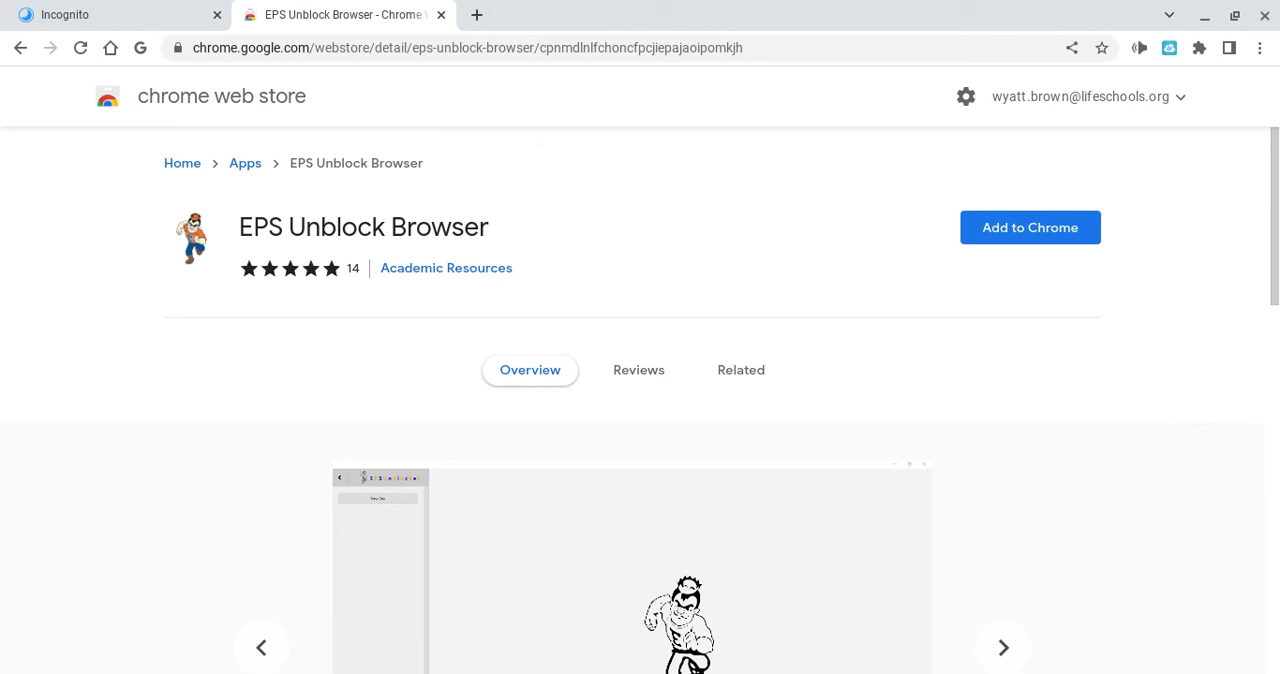 Incognito
EPS Unblock Browser - Chrome W
chrome.google.com/webstore/detail/eps-unblock-browser/cpnmdlnlfchoncfpcjiepajaoipomkjh
chrome web store
wyatt.brown@lifeschools.org
Home > Apps > EPS Unblock Browser
EPS Unblock Browser
Add to Chrome
14
Academic Resources
Overview
Reviews
Related